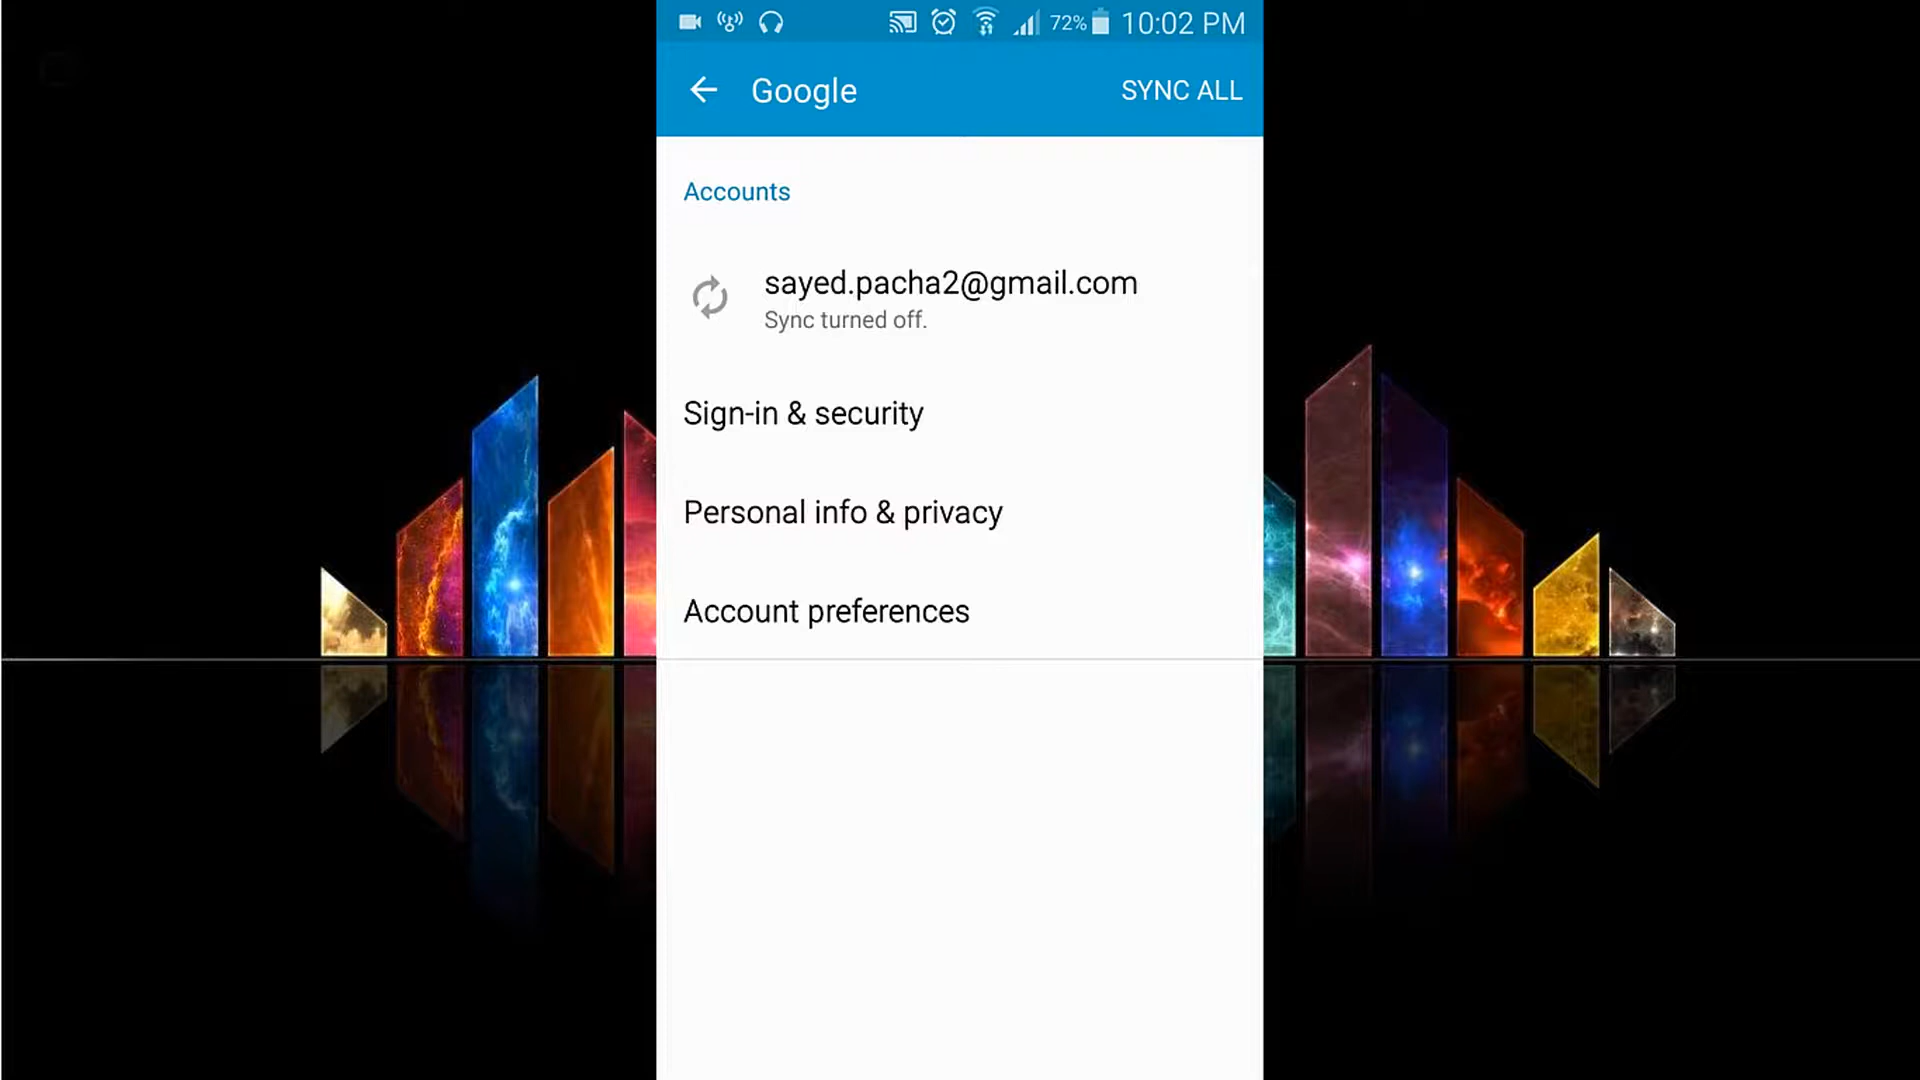 72% 10:02 PM
Google SYNC ALL
Accounts
sayed.pacha2@gmail.com
Sync turned off.
Sign-in & security
Personal info & privacy
Account preferences